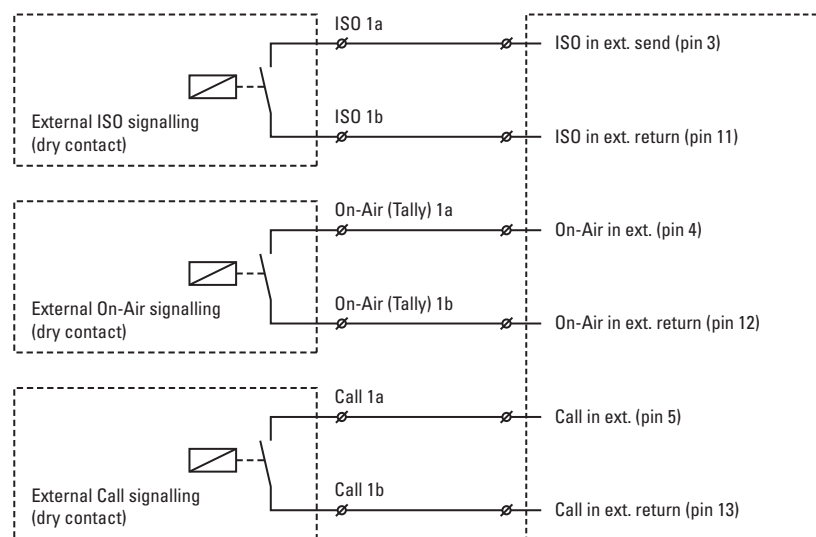 ISO 1a
ISO in ext. send (pin 3)
External ISO signalling
(dry contact)
ISO 1b
ISO in ext. return (pin 11)
On-Air (Tally) 1a
On-Air in ext. (pin 4)
External On-Air signalling
(dry contact)
On-Air (Tally) 1b
On-Air in ext. return (pin 12)
Call 1a
Call in ext. (pin 5)
External Call signalling
(dry contact)
Call 1b
Call in ext. return (pin 13)